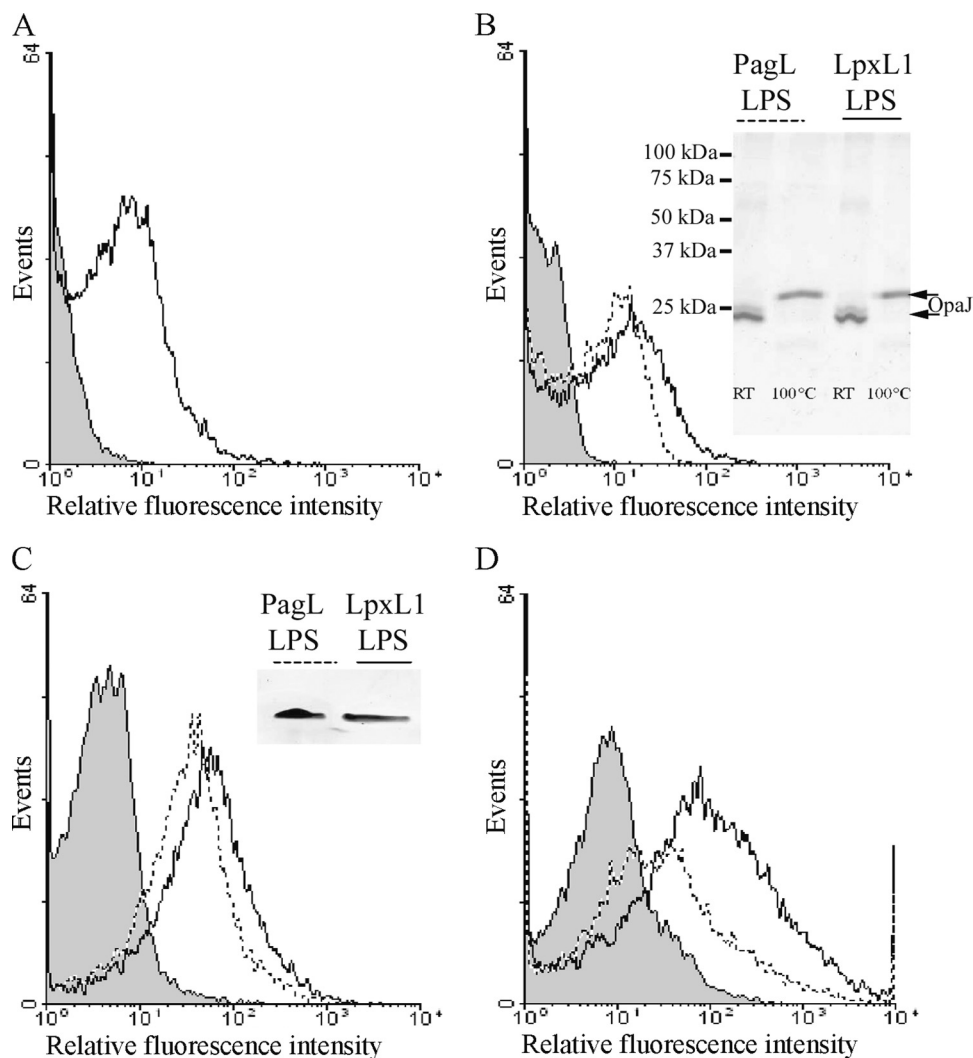 A
64
Events
0
10⁰ 10¹ 10² 10³ 10⁴
Relative fluorescence intensity
B
64
Events
0
10⁰ 10¹ 10² 10³ 10⁴
Relative fluorescence intensity
PagL LpxL1
LPS LPS
100 kDa
75 kDa
50 kDa
37 kDa
25 kDa
OpaJ
RT 100°C RT 100°C
C
64
Events
0
10⁰ 10¹ 10² 10³ 10⁴
Relative fluorescence intensity
PagL LpxL1
LPS LPS
D
64
Events
0
10⁰ 10¹ 10² 10³ 10⁴
Relative fluorescence intensity